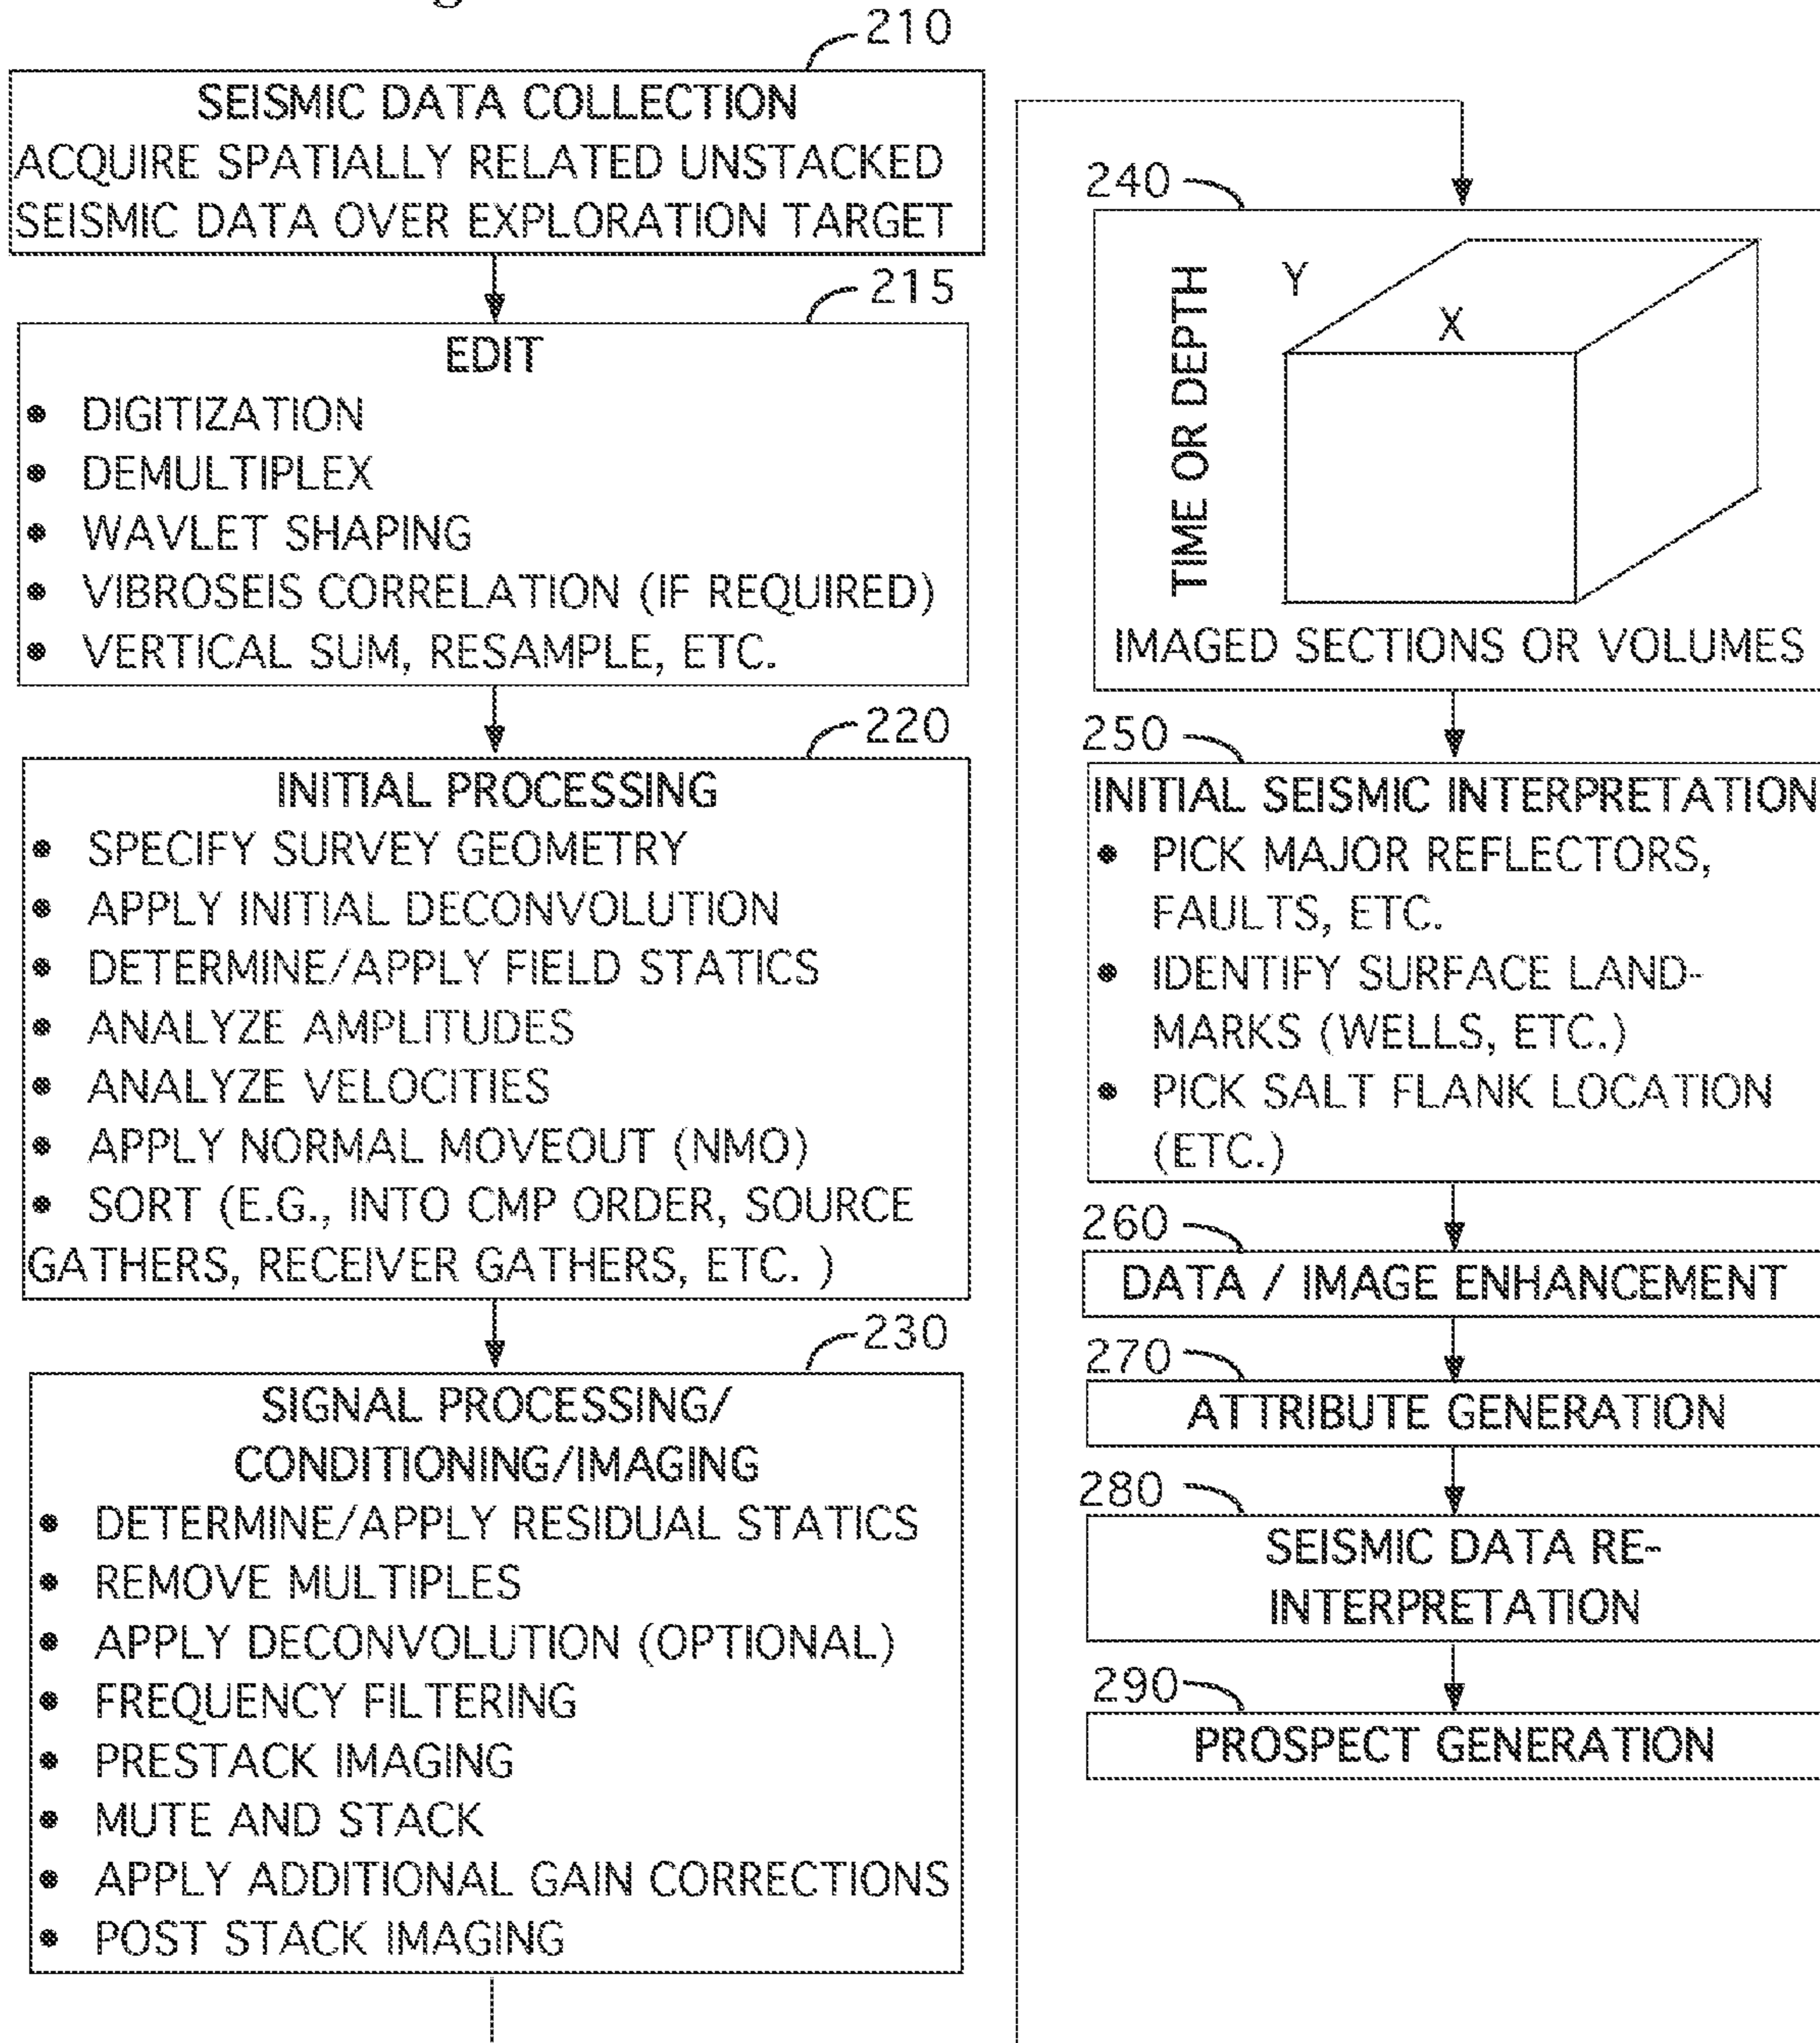 210
SEISMIC DATA COLLECTION
ACQUIRE SPATIALLY RELATED UNSTACKED
SEISMIC DATA OVER EXPLORATION TARGET
215
EDIT
• DIGITIZATION
• DEMULTIPLEX
• WAVLET SHAPING
• VIBROSEIS CORRELATION (IF REQUIRED)
• VERTICAL SUM, RESAMPLE, ETC.
220
INITIAL PROCESSING
• SPECIFY SURVEY GEOMETRY
• APPLY INITIAL DECONVOLUTION
• DETERMINE/APPLY FIELD STATICS
• ANALYZE AMPLITUDES
• ANALYZE VELOCITIES
• APPLY NORMAL MOVEOUT (NMO)
• SORT (E.G., INTO CMP ORDER, SOURCE
GATHERS, RECEIVER GATHERS, ETC. )
230
SIGNAL PROCESSING/
CONDITIONING/IMAGING
• DETERMINE/APPLY RESIDUAL STATICS
• REMOVE MULTIPLES
• APPLY DECONVOLUTION (OPTIONAL)
• FREQUENCY FILTERING
• PRESTACK IMAGING
• MUTE AND STACK
• APPLY ADDITIONAL GAIN CORRECTIONS
• POST STACK IMAGING
240
TIME OR DEPTH
Y
X
IMAGED SECTIONS OR VOLUMES
250
INITIAL SEISMIC INTERPRETATION
• PICK MAJOR REFLECTORS,
FAULTS, ETC.
• IDENTIFY SURFACE LAND-
MARKS (WELLS, ETC.)
• PICK SALT FLANK LOCATION
(ETC.)
260
DATA / IMAGE ENHANCEMENT
270
ATTRIBUTE GENERATION
280
SEISMIC DATA RE-
INTERPRETATION
290
PROSPECT GENERATION